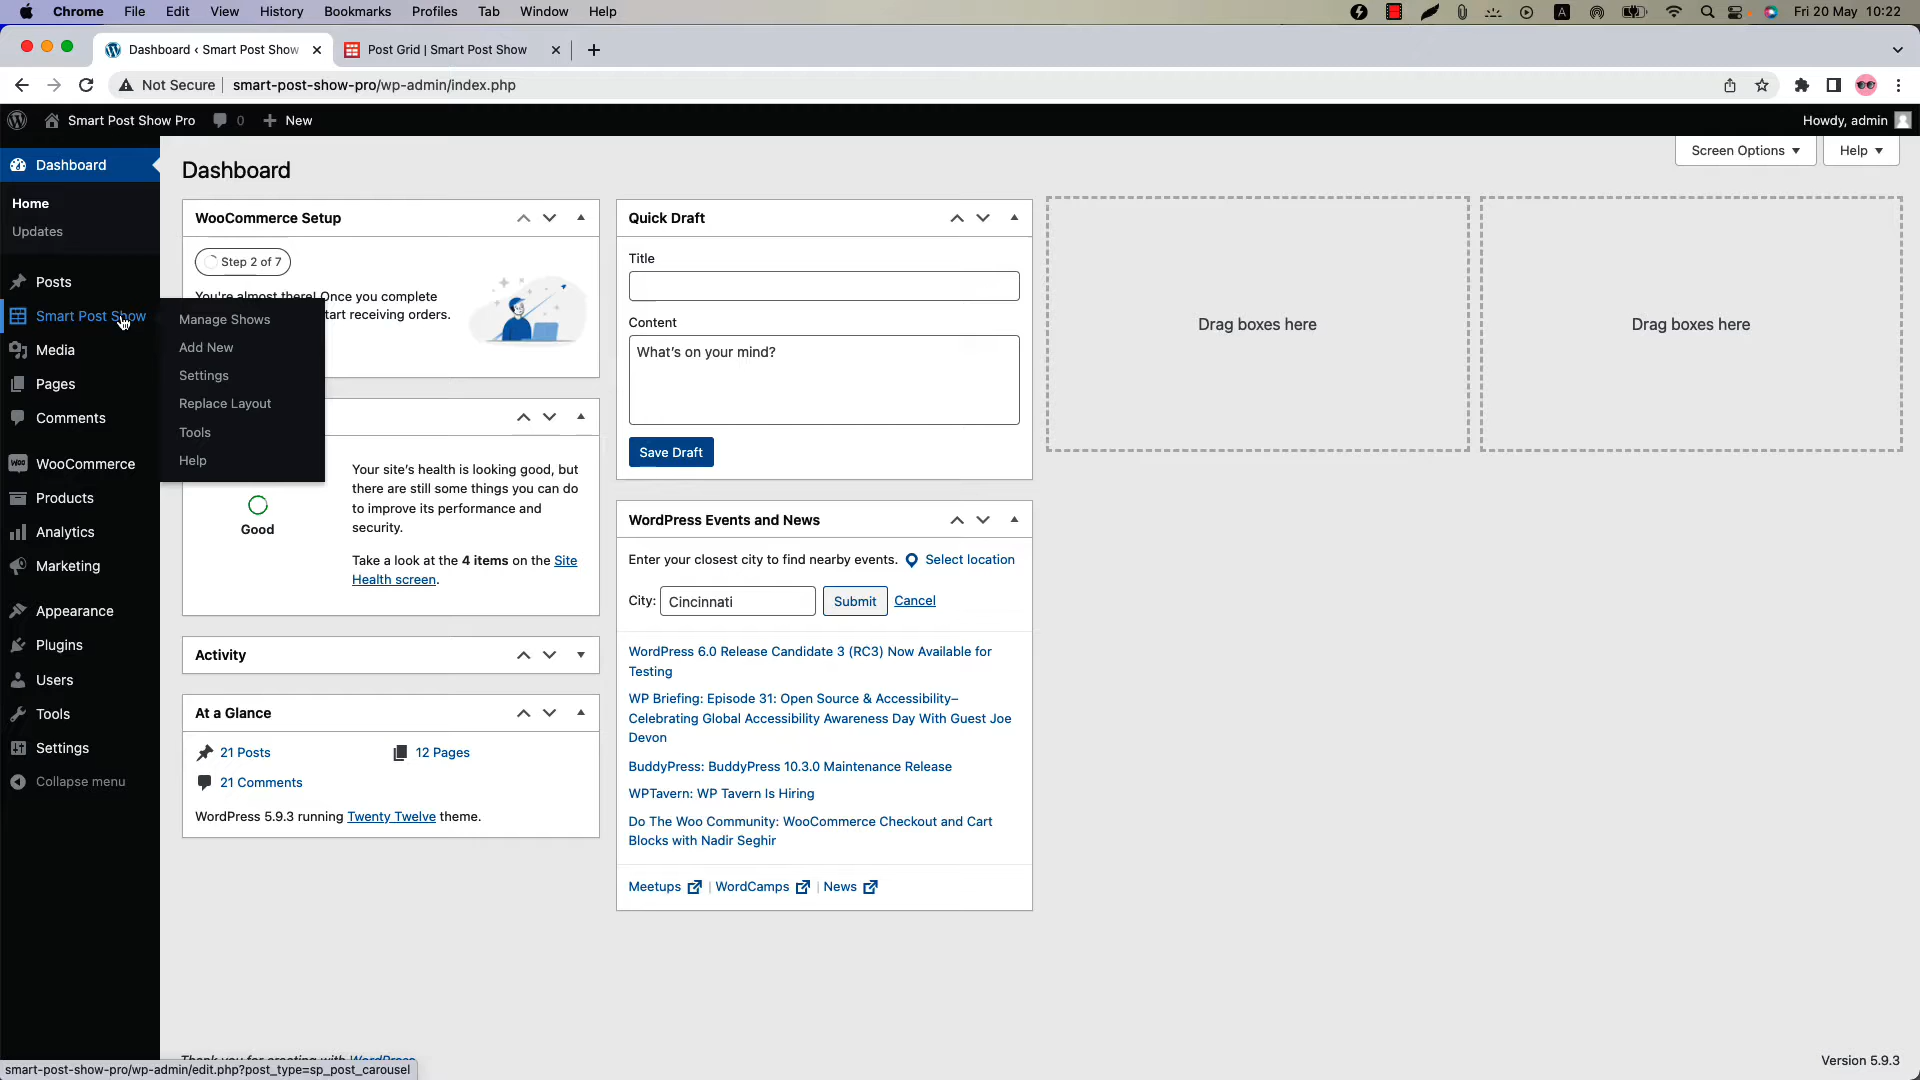 Chrome File Edit View History Bookmarks Profiles Tab Window Help A Fri 20 May 10:22
Dashboard ‹ Smart Post Show Post Grid | Smart Post Show
Not Secure smart-post-show-pro/wp-admin/index.php
Smart Post Show Pro 0 New Howdy, admin
Dashboard
Home
Updates
Posts
Smart Post Show
Media
Pages
Comments
WooCommerce
Products
Analytics
Marketing
Appearance
Plugins
Users
Tools
Settings
Collapse menu
Manage Shows
Add New
Settings
Replace Layout
Tools
Help
Dashboard
Screen Options Help
WooCommerce Setup
Step 2 of 7
You're almost there! Once you complete
tart receiving orders.
Your site's health is looking good, but
there are still some things you can do
to improve its performance and
security.
Good
Take a look at the 4 items on the Site
Health screen.
Activity
At a Glance
21 Posts 12 Pages
21 Comments
WordPress 5.9.3 running Twenty Twelve theme.
Quick Draft
Title
Content
What's on your mind?
Save Draft
WordPress Events and News
Enter your closest city to find nearby events. Select location
City: Cincinnati Submit Cancel
WordPress 6.0 Release Candidate 3 (RC3) Now Available for
Testing
WP Briefing: Episode 31: Open Source & Accessibility–
Celebrating Global Accessibility Awareness Day With Guest Joe
Devon
BuddyPress: BuddyPress 10.3.0 Maintenance Release
WPTavern: WP Tavern Is Hiring
Do The Woo Community: WooCommerce Checkout and Cart
Blocks with Nadir Seghir
Meetups | WordCamps | News
Drag boxes here
Drag boxes here
Thank you for creating with WordPress
Version 5.9.3
smart-post-show-pro/wp-admin/edit.php?post_type=sp_post_carousel